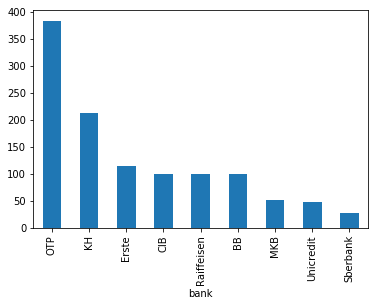 400
350
300
250
200
150
100
50
0
OTP
KH
Erste
CIB
Raiffeisen
BB
MKB
Unicredit
Sberbank
bank